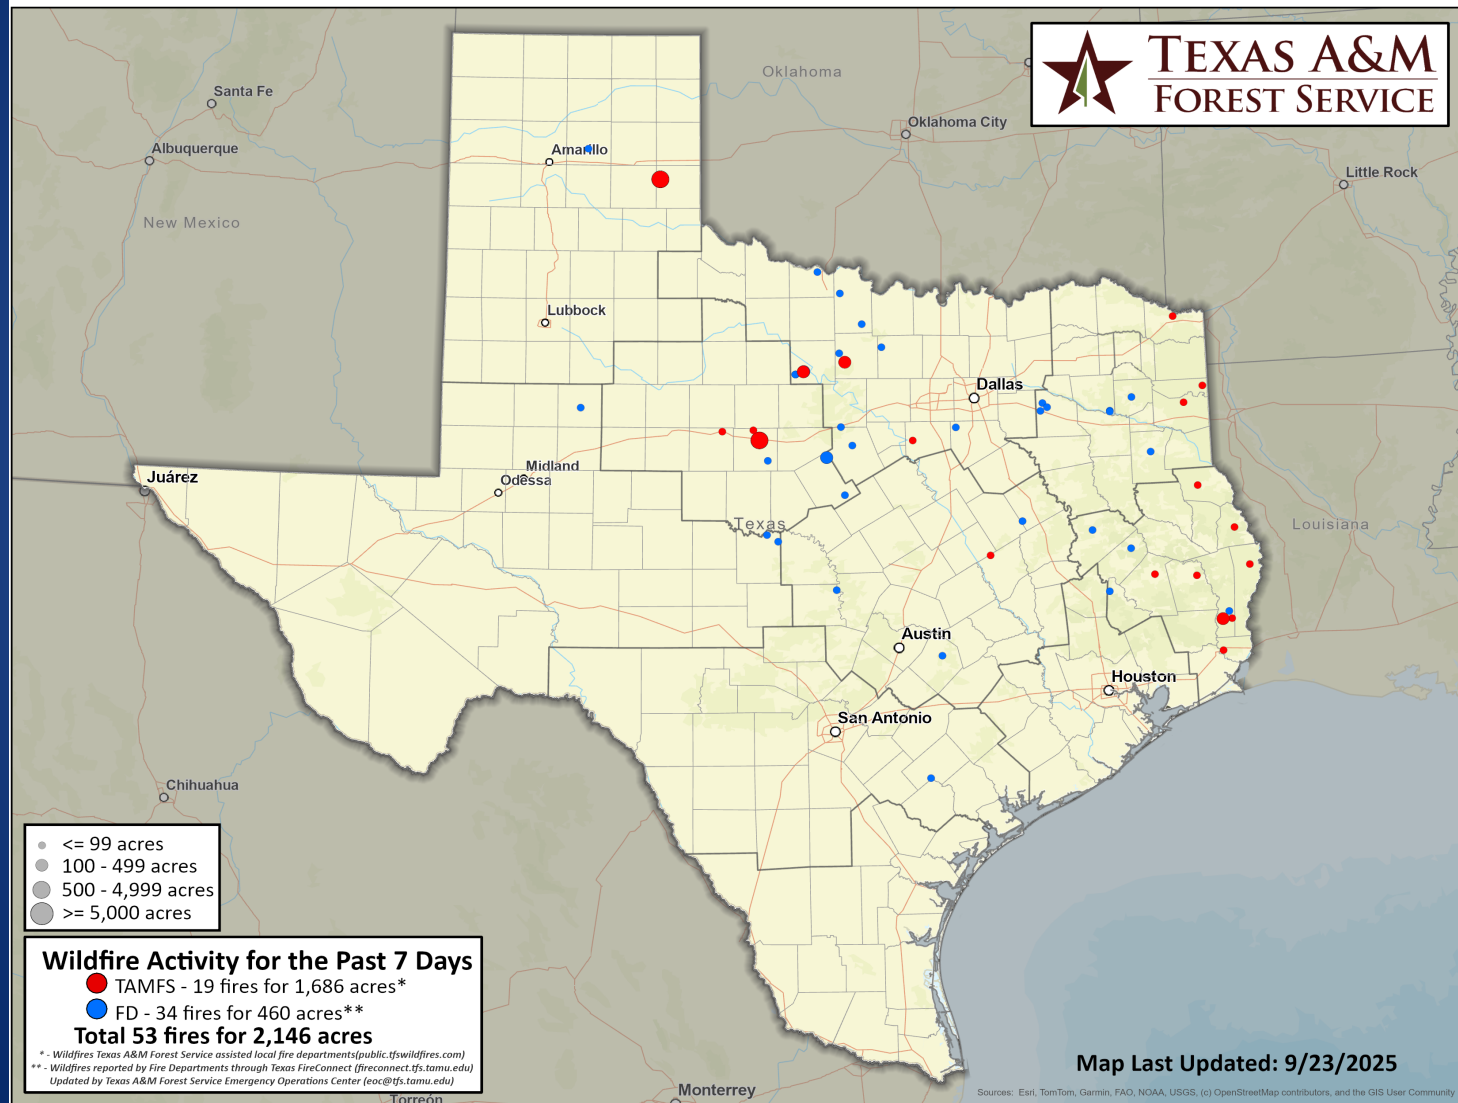 TEXAS A&M
FOREST SERVICE
Oklahoma
Santa Fe
Oklahoma City
Albuquerque
Amarillo
Little Rock
New Mexico
Lubbock
Dallas
Midland
Odessa
Juárez
Texas
Louisiana
Austin
Houston
San Antonio
Chihuahua
<= 99 acres
100 - 499 acres
500 - 4,999 acres
>= 5,000 acres
Wildfire Activity for the Past 7 Days
TAMFS - 19 fires for 1,686 acres*
FD - 34 fires for 460 acres**
Total 53 fires for 2,146 acres
* - Wildfires Texas A&M Forest Service assisted local fire departments(public.tfswildfires.com)
** - Wildfires reported by Fire Departments through Texas FireConnect (fireconnect.tfs.tamu.edu)
Updated by Texas A&M Forest Service Emergency Operations Center (eoc@tfs.tamu.edu)
Map Last Updated: 9/23/2025
Sources: Esri, TomTom, Garmin, FAO, NOAA, USGS, (c) OpenStreetMap contributors, and the GIS User Community
Monterrey
Torreón